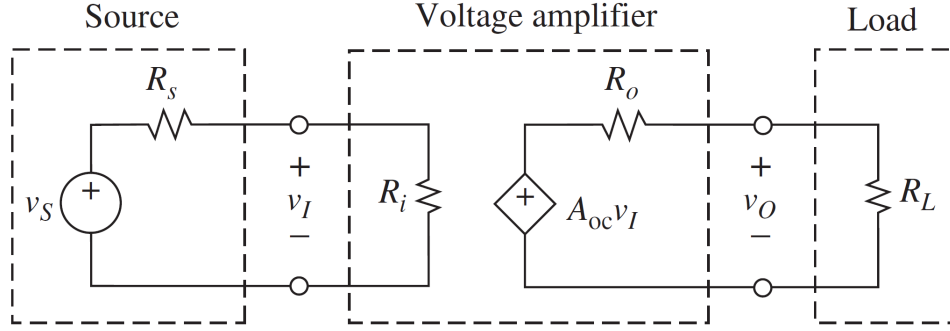 Source
Voltage amplifier
Load
R_s
R_o
+
v_S
+
v_I
−
R_i
+
A_oc v_I
+
v_O
−
R_L